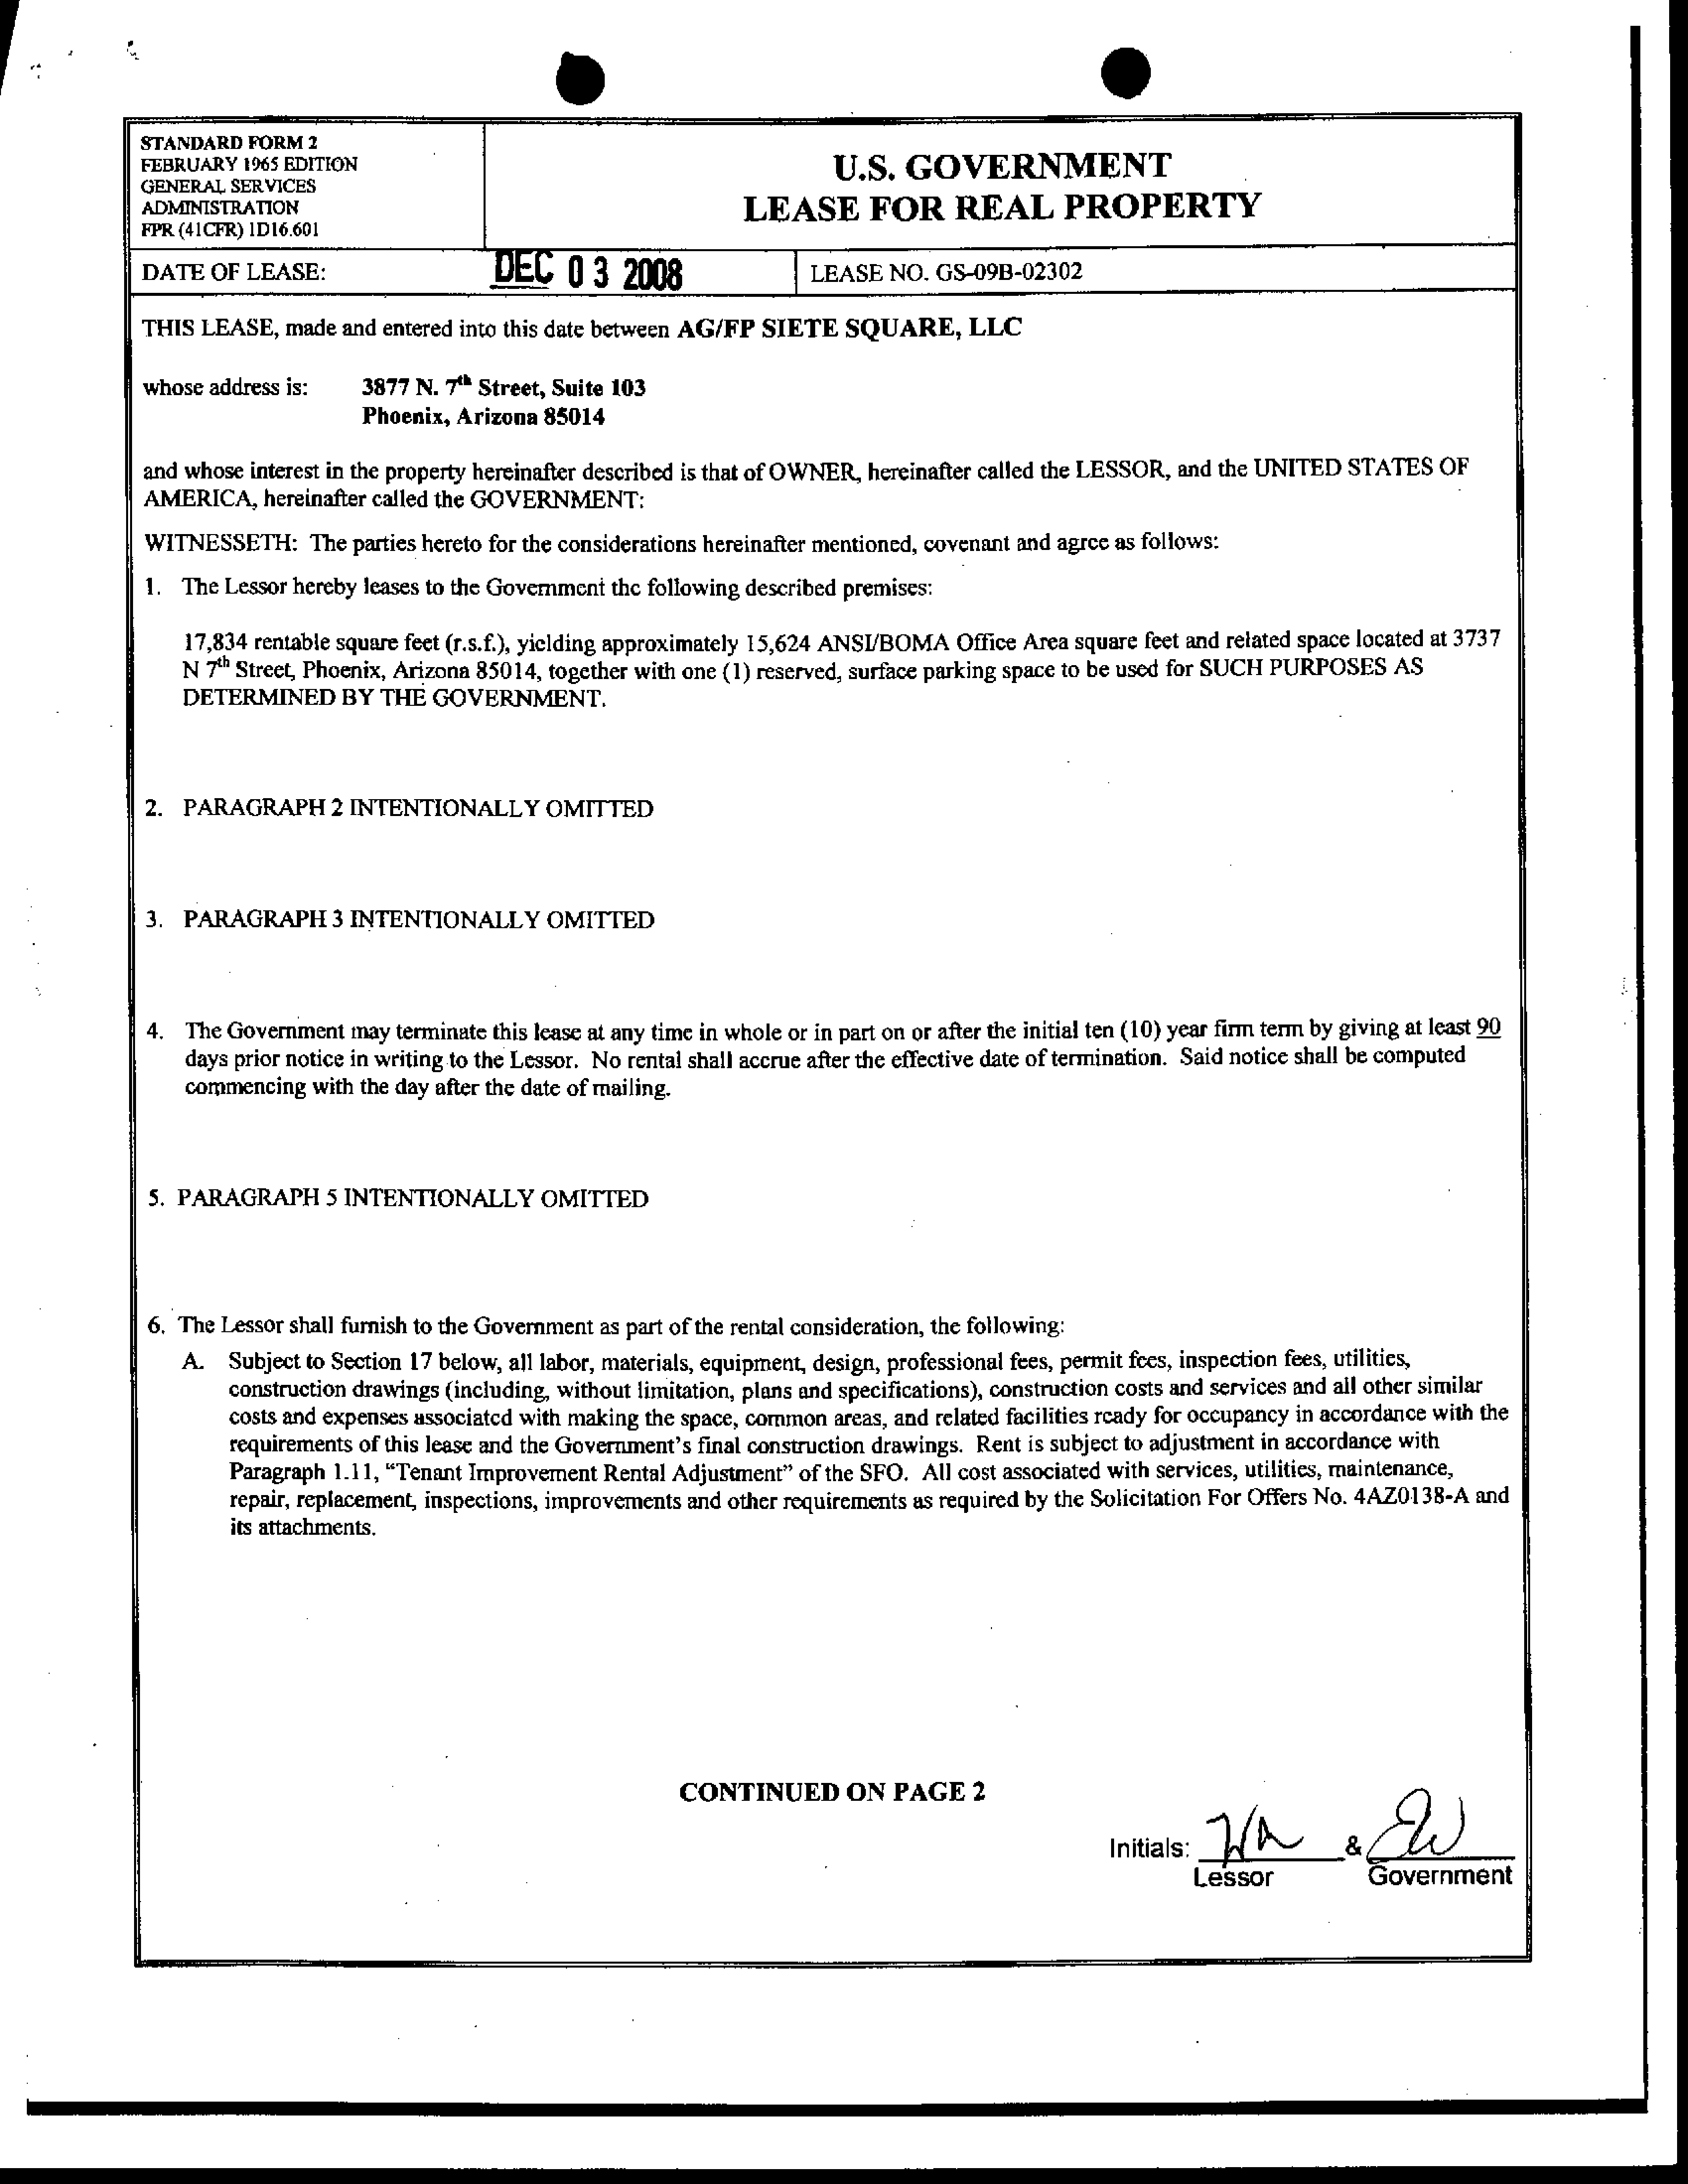 STANDARD FORM 2
FEBRUARY 1965 EDITION
GENERAL SERVICES
ADMINISTRATION
FPR (41CFR) 1D16.601
U.S. GOVERNMENT
LEASE FOR REAL PROPERTY
DATE OF LEASE: DEC 03 2008 LEASE NO. GS-09B-02302
THIS LEASE, made and entered into this date between AG/FP SIETE SQUARE, LLC
whose address is: 3877 N. 7th Street, Suite 103
Phoenix, Arizona 85014
and whose interest in the property hereinafter described is that of OWNER, hereinafter called the LESSOR, and the UNITED STATES OF
AMERICA, hereinafter called the GOVERNMENT:
WITNESSETH: The parties hereto for the considerations hereinafter mentioned, covenant and agree as follows:
1. The Lessor hereby leases to the Government the following described premises:
17,834 rentable square feet (r.s.f.), yielding approximately 15,624 ANSI/BOMA Office Area square feet and related space located at 3737
N 7th Street, Phoenix, Arizona 85014, together with one (1) reserved, surface parking space to be used for SUCH PURPOSES AS
DETERMINED BY THE GOVERNMENT.
2. PARAGRAPH 2 INTENTIONALLY OMITTED
3. PARAGRAPH 3 INTENTIONALLY OMITTED
4. The Government may terminate this lease at any time in whole or in part on or after the initial ten (10) year firm term by giving at least 90
days prior notice in writing to the Lessor. No rental shall accrue after the effective date of termination. Said notice shall be computed
commencing with the day after the date of mailing.
5. PARAGRAPH 5 INTENTIONALLY OMITTED
6. The Lessor shall furnish to the Government as part of the rental consideration, the following:
A. Subject to Section 17 below, all labor, materials, equipment, design, professional fees, permit fees, inspection fees, utilities,
construction drawings (including, without limitation, plans and specifications), construction costs and services and all other similar
costs and expenses associated with making the space, common areas, and related facilities ready for occupancy in accordance with the
requirements of this lease and the Government's final construction drawings. Rent is subject to adjustment in accordance with
Paragraph 1.11, "Tenant Improvement Rental Adjustment" of the SFO. All cost associated with services, utilities, maintenance,
repair, replacement, inspections, improvements and other requirements as required by the Solicitation For Offers No. 4AZ0138-A and
its attachments.
CONTINUED ON PAGE 2
Initials: &
Lessor Government